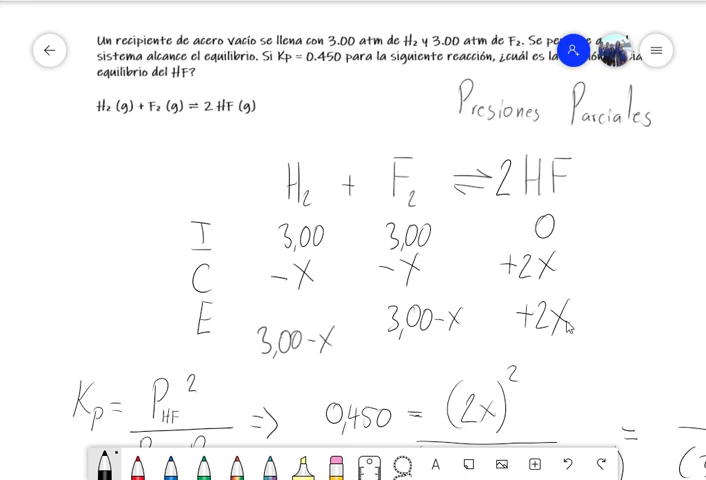 Un recipiente de acero vacío se llena con 3.00 atm de H₂ y 3.00 atm de F₂. Se
sistema alcance el equilibrio. Si Kp = 0.450 para la siguiente reacción, ¿cuál es la
equilibrio del HF?
H₂ (g) + F₂ (g) ⇌ 2 HF (g)
Presiones Parciales
H₂ + F₂ ⇌ 2HF
I 3,00 3,00 0
C -X -X +2X
E 3,00-X 3,00-X +2X
Kp = P_HF² => 0,450 = (2x)² =
A